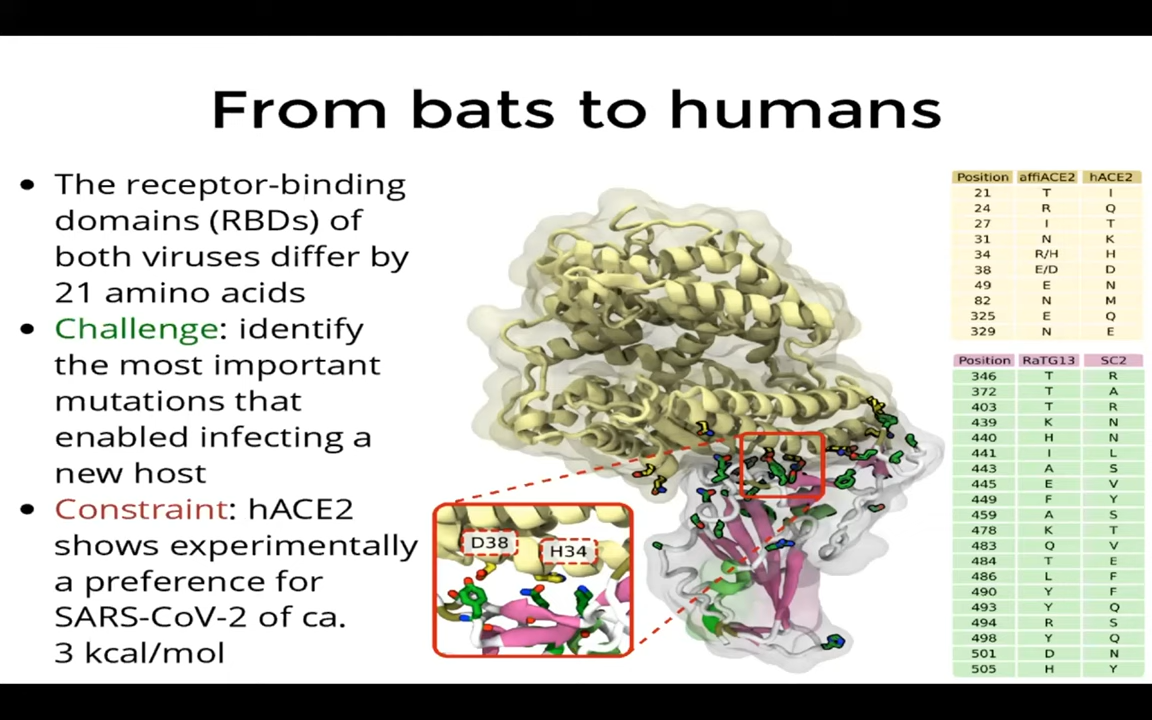 From bats to humans
• The receptor-binding
domains (RBDs) of
both viruses differ by
21 amino acids
• Challenge: identify
the most important
mutations that
enabled infecting a
new host
• Constraint: hACE2
shows experimentally
a preference for
SARS-CoV-2 of ca.
3 kcal/mol
D38
H34
Position affiACE2 hACE2
21 T I
24 R Q
27 I T
31 N K
34 R/H H
38 E/D D
49 E N
82 N M
325 E Q
329 N E
Position RaTG13 SC2
346 T R
372 T A
403 T R
439 K N
440 H N
441 I L
443 A S
445 E V
449 F Y
459 A S
478 K T
483 Q V
484 T E
486 L F
490 Y F
493 Y Q
494 R S
498 Y Q
501 D N
505 H Y